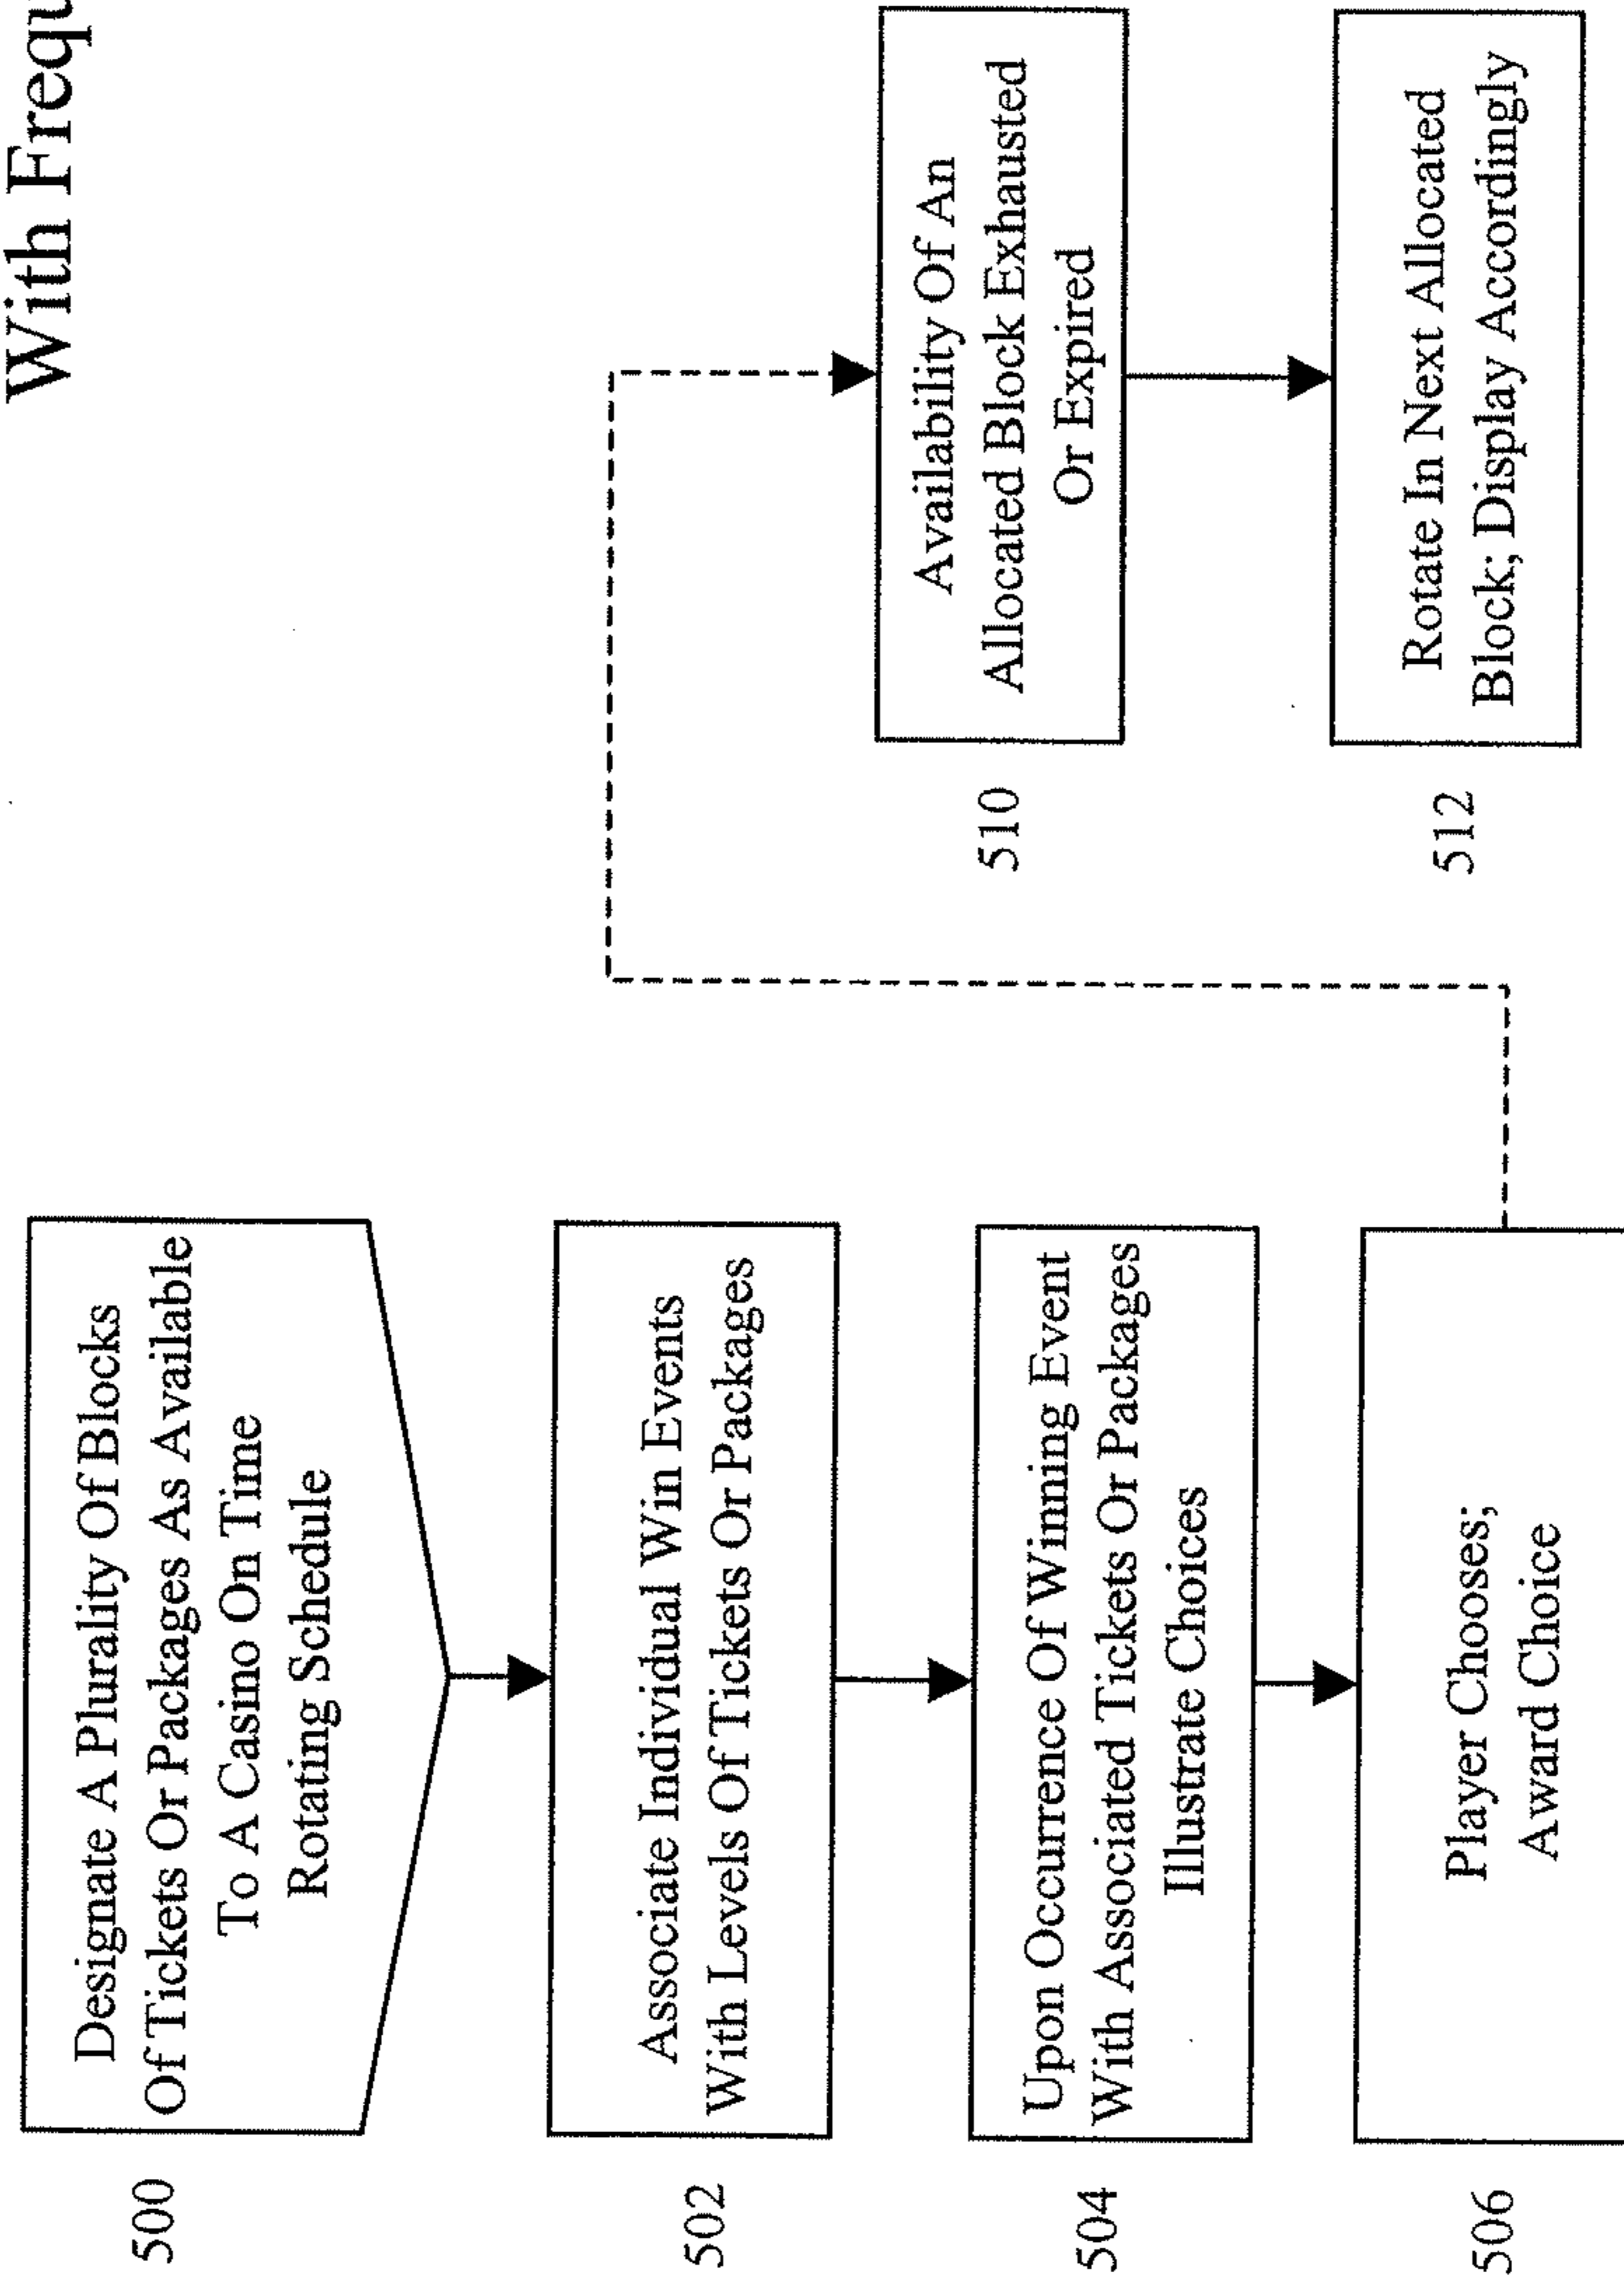 With Frequ
500
Designate A Plurality Of Blocks
Of Tickets Or Packages As Available
To A Casino On Time
Rotating Schedule
502
Associate Individual Win Events
With Levels Of Tickets Or Packages
504
Upon Occurrence Of Winning Event
With Associated Tickets Or Packages
Illustrate Choices
506
Player Chooses;
Award Choice
510
Availability Of An
Allocated Block Exhausted
Or Expired
512
Rotate In Next Allocated
Block; Display Accordingly